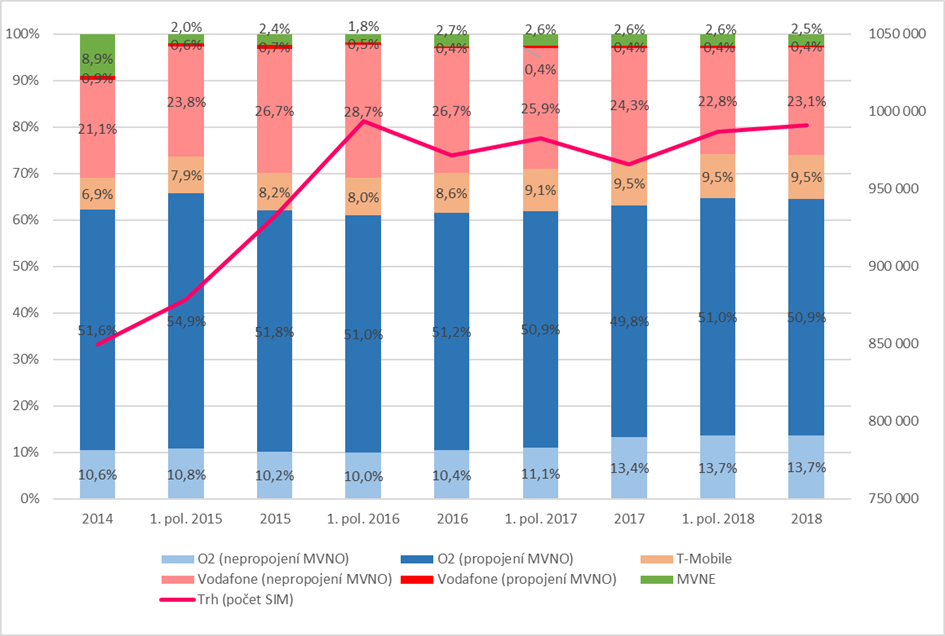 2,0% 2,4% 1,8% 2,7% 2,6% 2,6% 2,6% 2,5%
100% 1050 000
8,9% 0,6% 0,7% 0,5% 0,4% 0,4% 0,4% 0,4%
0,4%
90%
0,9%
23,8% 26,7% 28,7% 26,7% 25,9% 24,3% 22,8% 23,1%
1000 000
80%
21,1%
70%
7,9% 8,2% 8,0% 8,6% 9,1% 9,5% 9,5% 9,5%
6,9%
950 000
60%
50% 900 000
40%
51,6% 54,9% 51,8% 51,0% 51,2% 50,9% 49,8% 51,0% 50,9%
850 000
30%
20%
800 000
10%
10,6% 10,8% 10,2% 10,0% 10,4% 11,1% 13,4% 13,7% 13,7%
0% 750 000
2014 1. pol. 2015 2015 1. pol. 2016 2016 1. pol. 2017 2017 1. pol. 2018 2018
O2 (nepropojení MVNO) O2 (propojení MVNO) T-Mobile
Vodafone (nepropojení MVNO) Vodafone (propojení MVNO) MVNE
Trh (počet SIM)